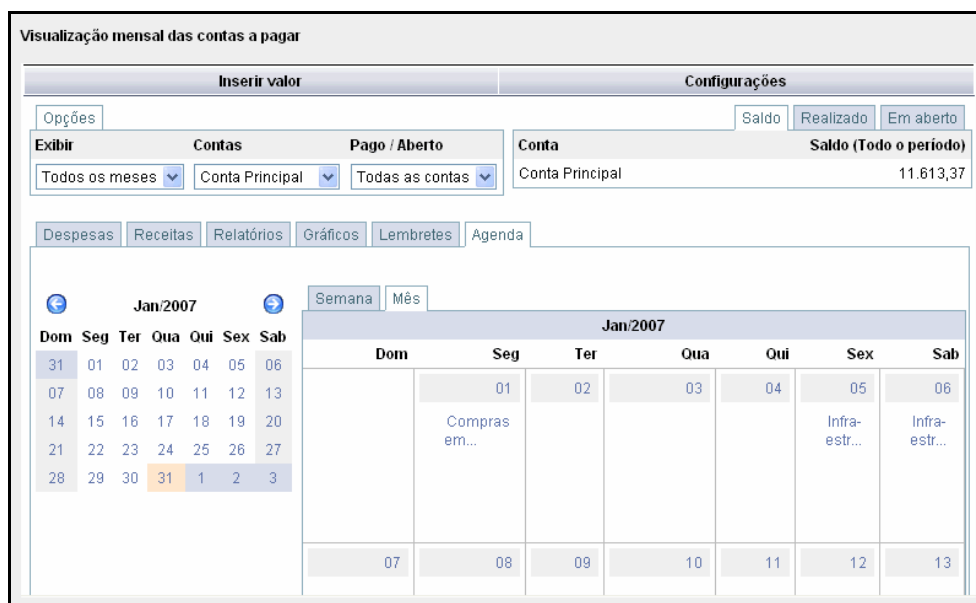 Visualização mensal das contas a pagar
Inserir valor Configurações
Opções Saldo Realizado Em aberto
Exibir Contas Pago / Aberto Conta Saldo (Todo o período)
Todos os meses Conta Principal Todas as contas Conta Principal 11.613,37
Despesas Receitas Relatórios Gráficos Lembretes Agenda
Jan/2007
Dom Seg Ter Qua Qui Sex Sab
31 01 02 03 04 05 06
07 08 09 10 11 12 13
14 15 16 17 18 19 20
21 22 23 24 25 26 27
28 29 30 31 1 2 3
Semana Mês
Jan/2007
Dom Seg Ter Qua Qui Sex Sab
01 02 03 04 05 06
Compras Infra- Infra-
em... estr... estr...
07 08 09 10 11 12 13